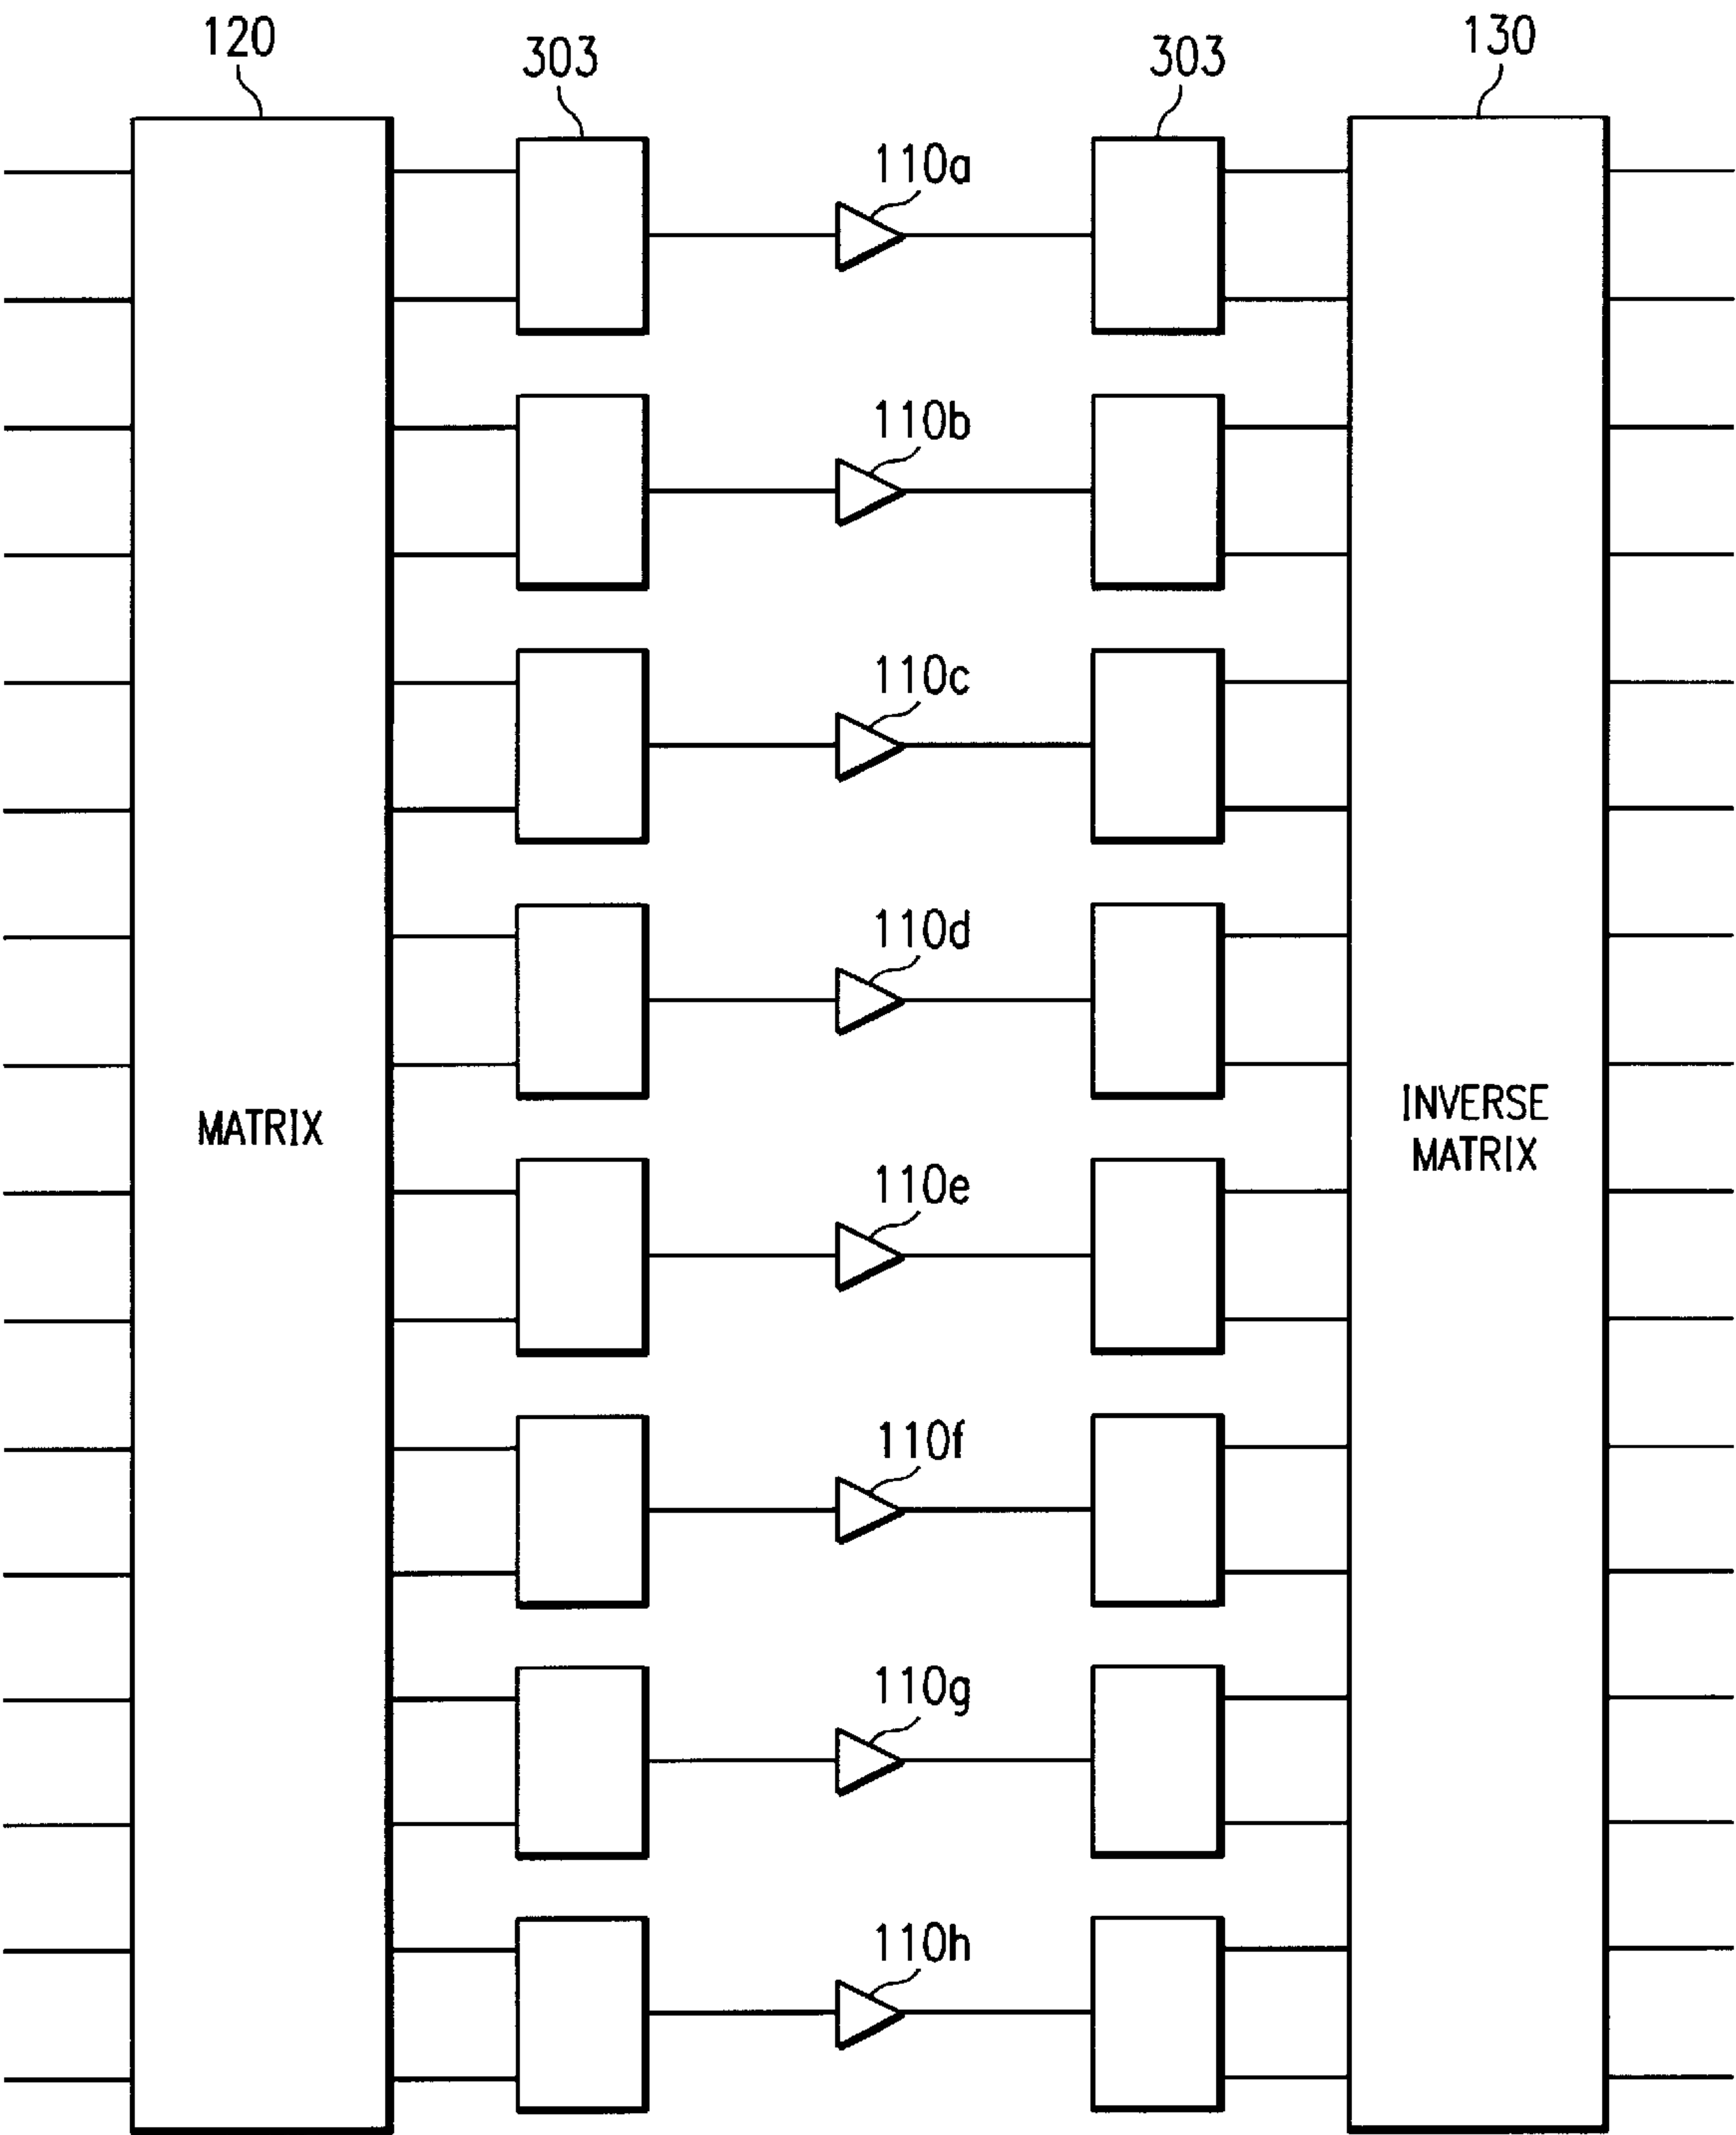 120
303
303
130
110a
110b
110c
110d
MATRIX
INVERSE
MATRIX
110e
110f
110g
110h